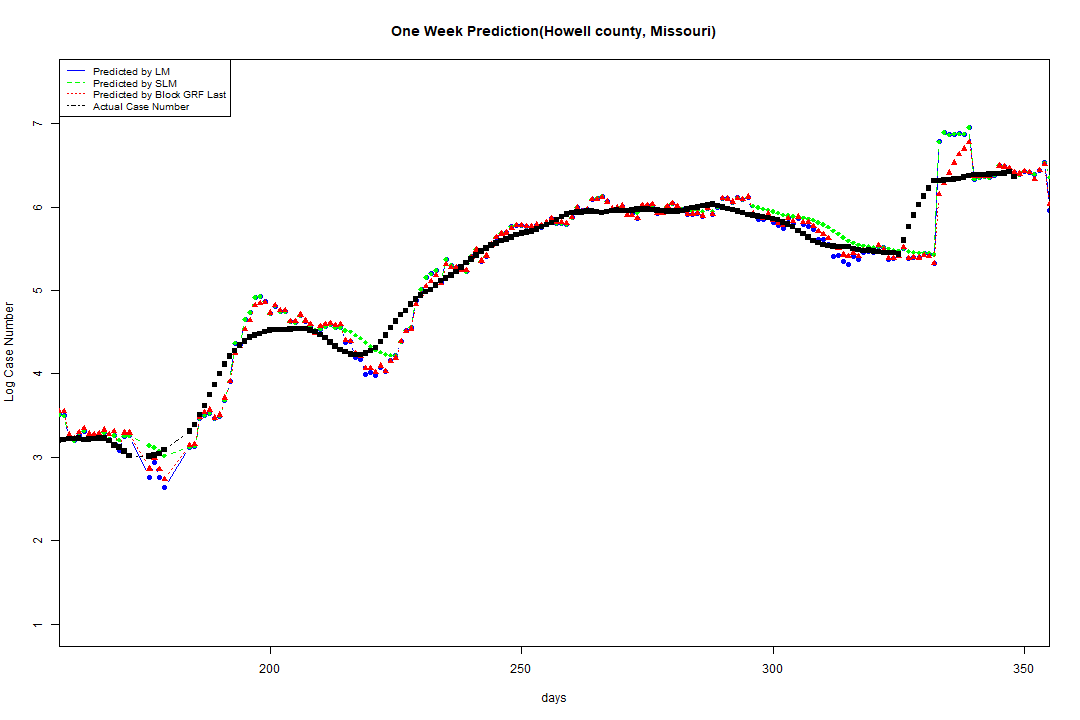 One Week Prediction(Howell county, Missouri)
Predicted by LM
Predicted by SLM
Predicted by Block GRF Last
Actual Case Number
Log Case Number
7
6
5
4
3
2
1
200 250 300 350
days